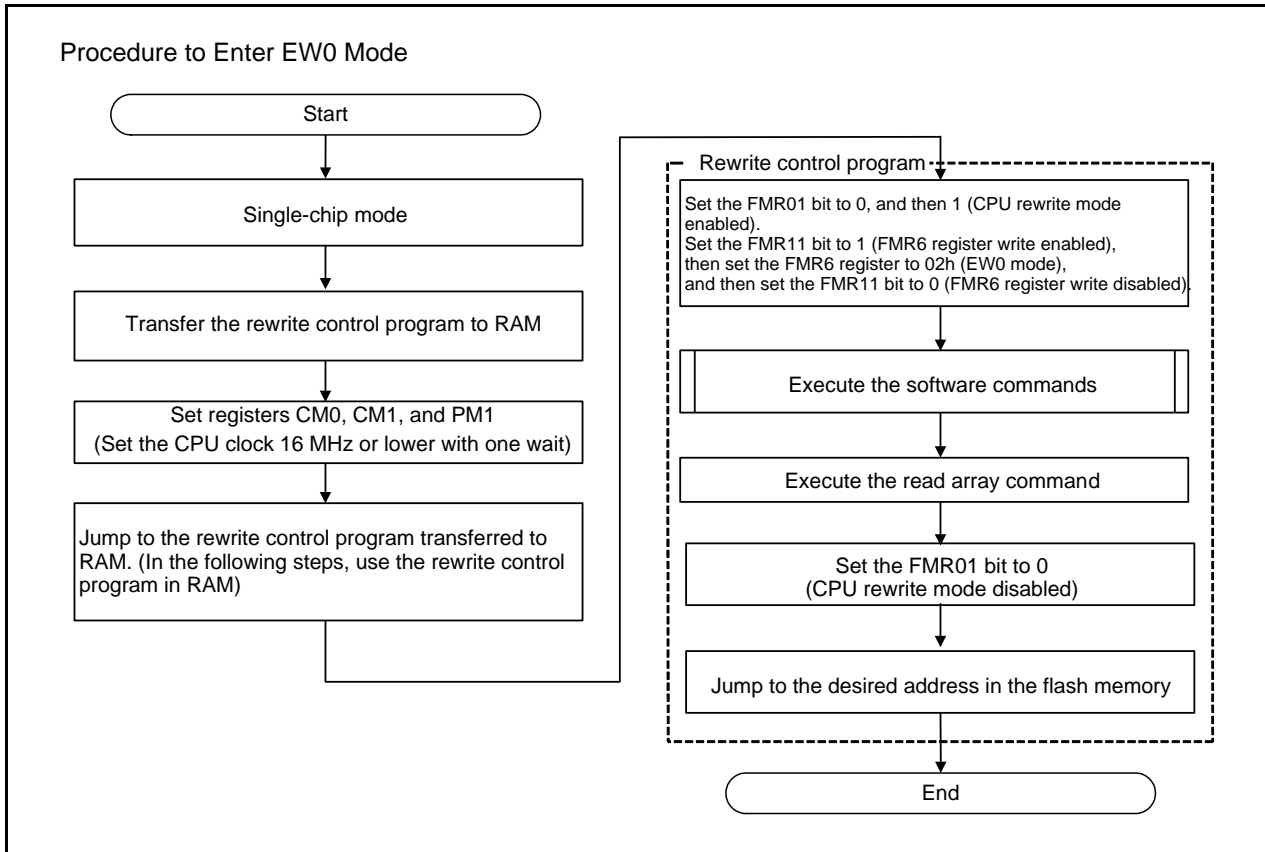 Procedure to Enter EW0 Mode
Start
Single-chip mode
Transfer the rewrite control program to RAM
Set registers CM0, CM1, and PM1
(Set the CPU clock 16 MHz or lower with one wait)
Jump to the rewrite control program transferred to
RAM. (In the following steps, use the rewrite control
program in RAM)
Rewrite control program
Set the FMR01 bit to 0, and then 1 (CPU rewrite mode
enabled).
Set the FMR11 bit to 1 (FMR6 register write enabled),
then set the FMR6 register to 02h (EW0 mode),
and then set the FMR11 bit to 0 (FMR6 register write disabled).
Execute the software commands
Execute the read array command
Set the FMR01 bit to 0
(CPU rewrite mode disabled)
Jump to the desired address in the flash memory
End